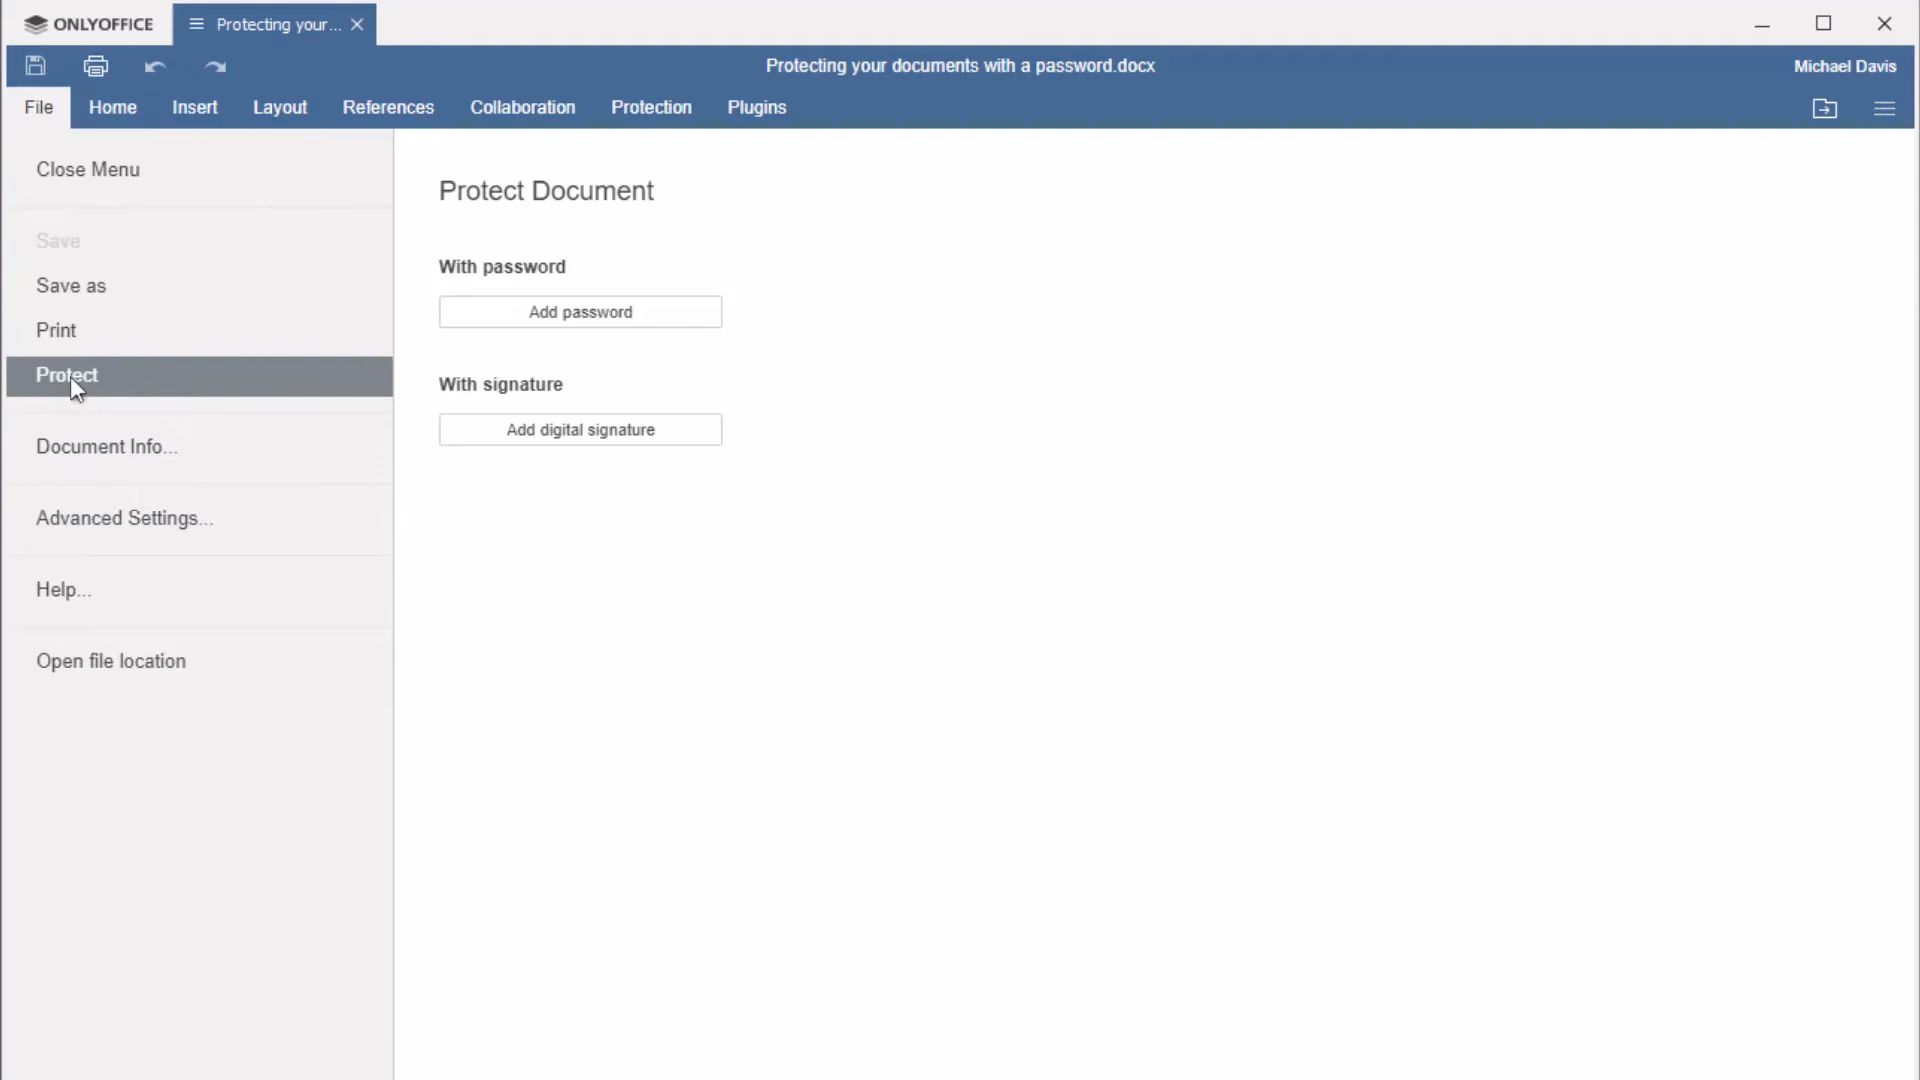 ONLYOFFICE
Protecting your...
Protecting your documents with a password.docx
Michael Davis
File Home Insert Layout References Collaboration Protection Plugins
Close Menu
Save
Save as
Print
Protect
Document Info...
Advanced Settings...
Help...
Open file location
Protect Document
With password
Add password
With signature
Add digital signature